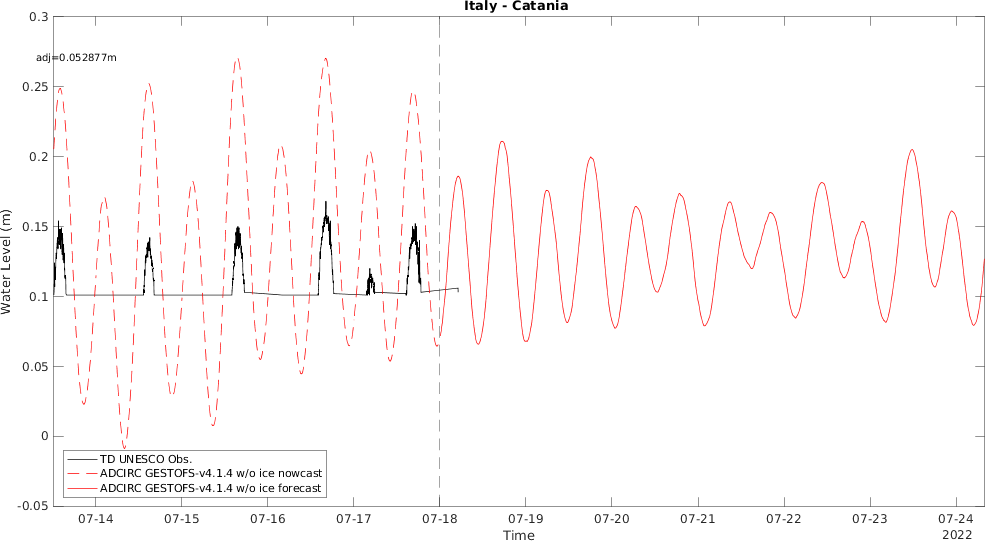 Italy - Catania
adj=0.052877m
0.3
0.25
0.2
0.15
0.1
0.05
0
-0.05
Water Level (m)
TD UNESCO Obs.
ADCIRC GESTOFS-v4.1.4 w/o ice nowcast
ADCIRC GESTOFS-v4.1.4 w/o ice forecast
07-14 07-15 07-16 07-17 07-18 07-19 07-20 07-21 07-22 07-23 07-24
Time
2022